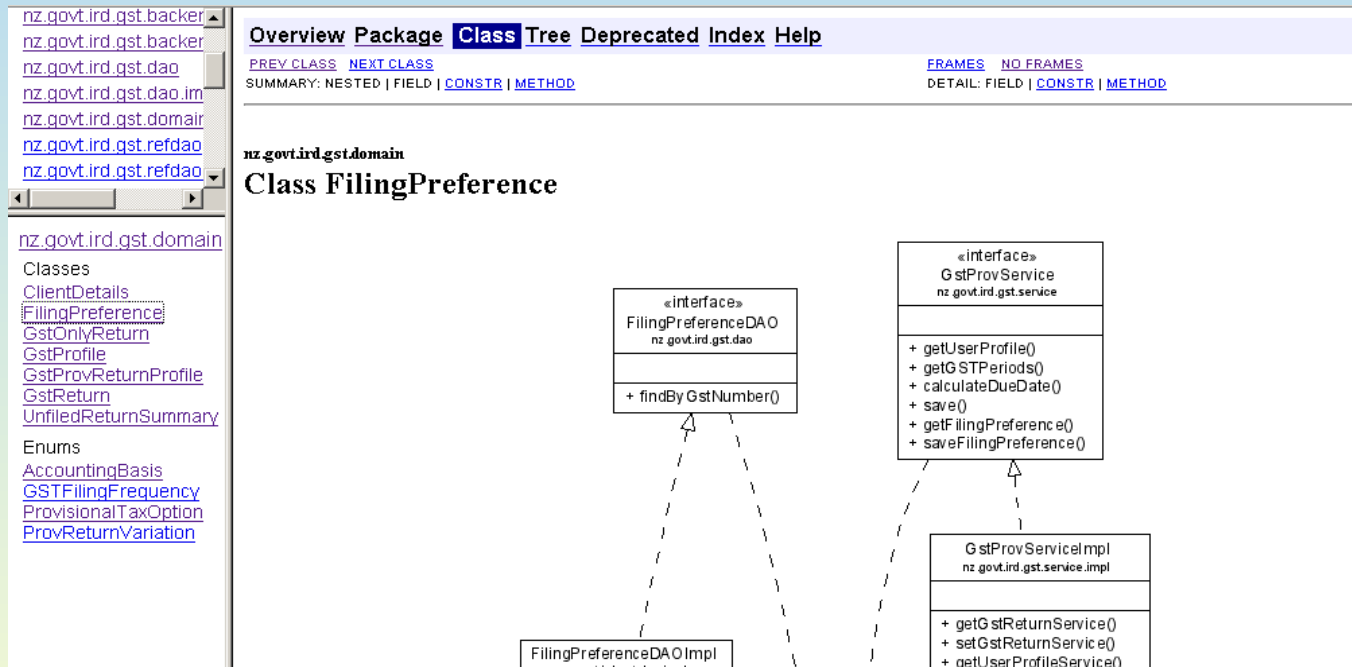 nz.govt.ird.gst.backer
nz.govt.ird.gst.backer
nz.govt.ird.gst.dao
nz.govt.ird.gst.dao.im
nz.govt.ird.gst.domain
nz.govt.ird.gst.refdao
nz.govt.ird.gst.refdao
nz.govt.ird.gst.domain
Classes
ClientDetails
FilingPreference
GstOnlyReturn
GstProfile
GstProvReturnProfile
GstReturn
UnfiledReturnSummary
Enums
AccountingBasis
GSTFilingFrequency
ProvisionalTaxOption
ProvReturnVariation
Overview Package Class Tree Deprecated Index Help
PREV CLASS NEXT CLASS
FRAMES NO FRAMES
SUMMARY: NESTED | FIELD | CONSTR | METHOD
DETAIL: FIELD | CONSTR | METHOD
nz.govt.ird.gst.domain
Class FilingPreference
«interface»
FilingPreferenceDAO
nz.govt.ird.gst.dao
+ findByGstNumber()
«interface»
GstProvService
nz.govt.ird.gst.service
+ getUserProfile()
+ getGSTPeriods()
+ calculateDueDate()
+ save()
+ getFilingPreference()
+ saveFilingPreference()
GstProvServiceImpl
nz.govt.ird.gst.service.impl
+ getGstReturnService()
+ setGstReturnService()
+ getUserProfileService()
FilingPreferenceDAOImpl